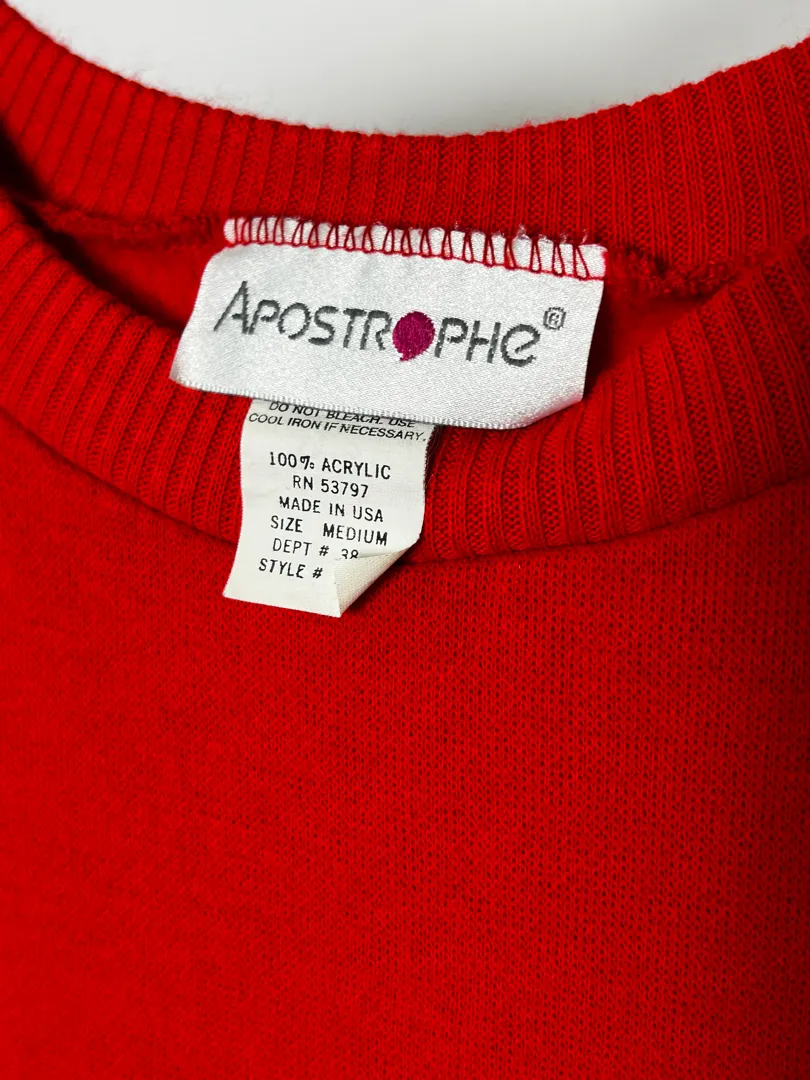 APOSTROPHE®
DO NOT BLEACH. USE
COOL IRON IF NECESSARY.
100% ACRYLIC
RN 53797
MADE IN USA
SIZE MEDIUM
DEPT # 38
STYLE #